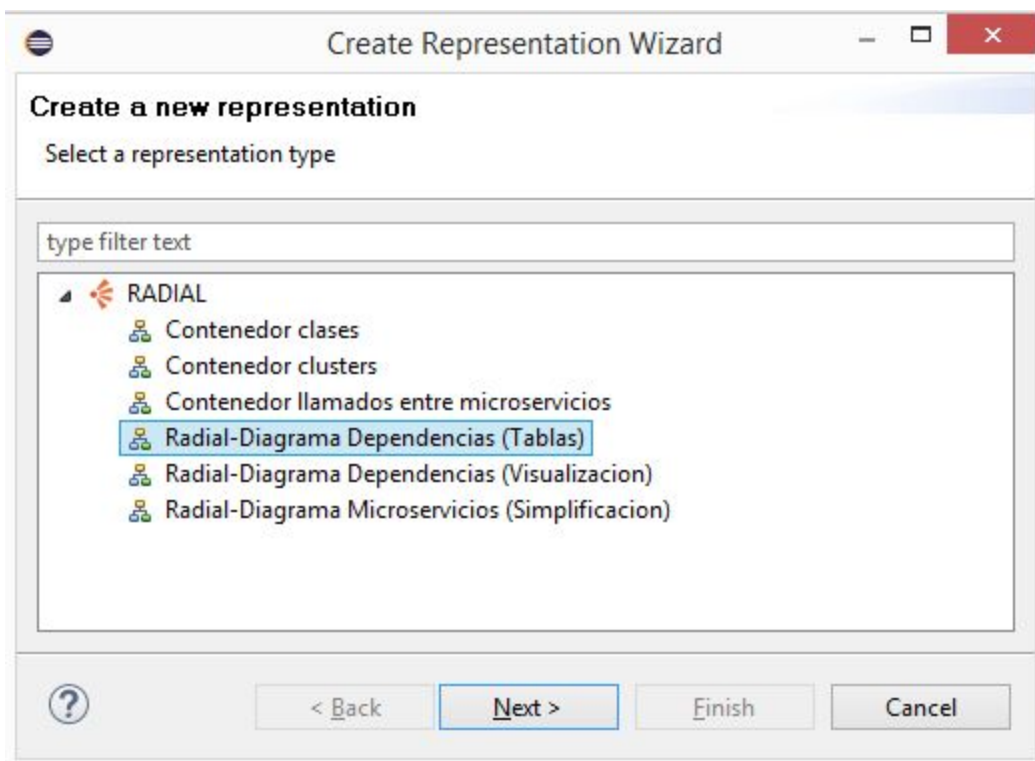 Create Representation Wizard
Create a new representation
Select a representation type
type filter text
RADIAL
Contenedor clases
Contenedor clusters
Contenedor llamados entre microservicios
Radial-Diagrama Dependencias (Tablas)
Radial-Diagrama Dependencias (Visualizacion)
Radial-Diagrama Microservicios (Simplificacion)
? < Back Next > Finish Cancel